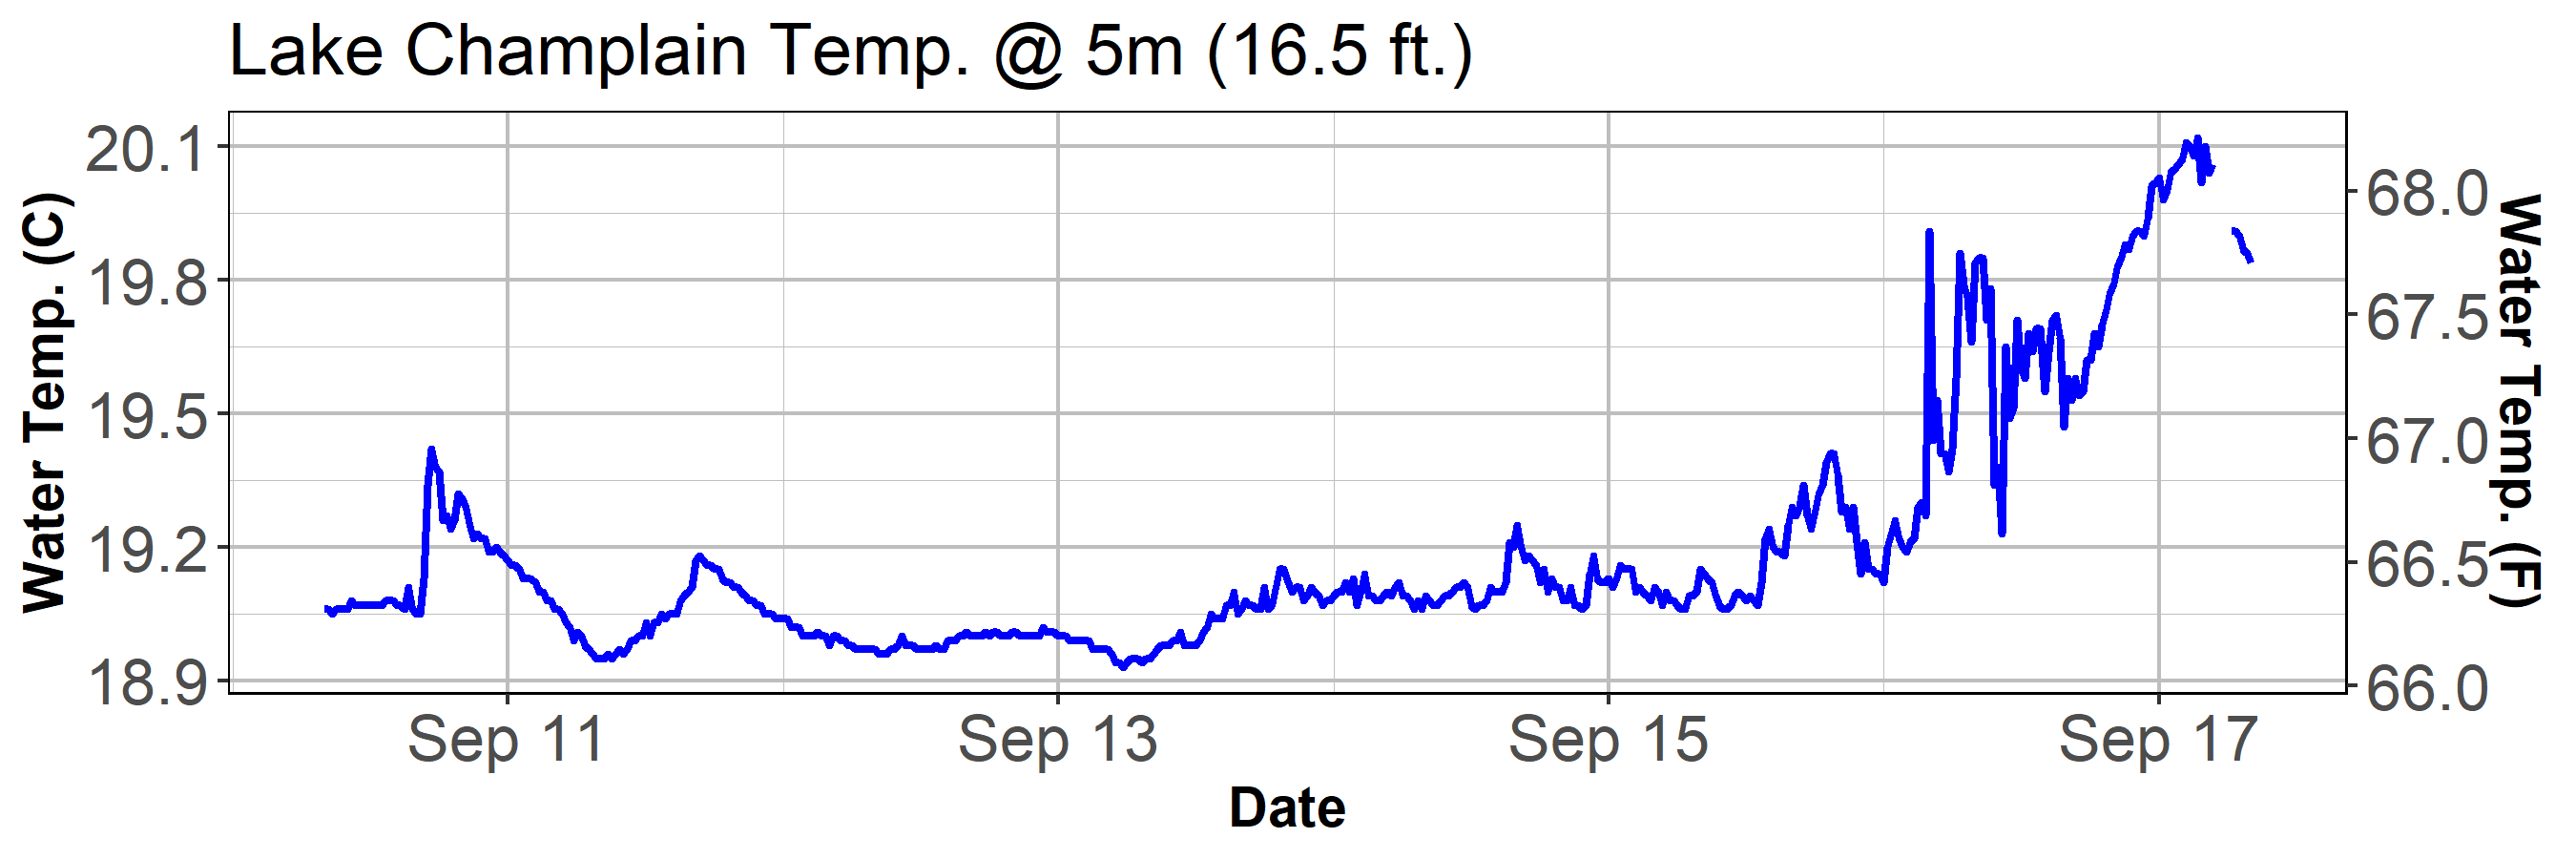 Lake Champlain Temp. @ 5m (16.5 ft.)
Water Temp. (C)
20.1
19.8
19.5
19.2
18.9
68.0
67.5
67.0
66.5
66.0
Water Temp. (F)
Sep 11
Sep 13
Sep 15
Sep 17
Date